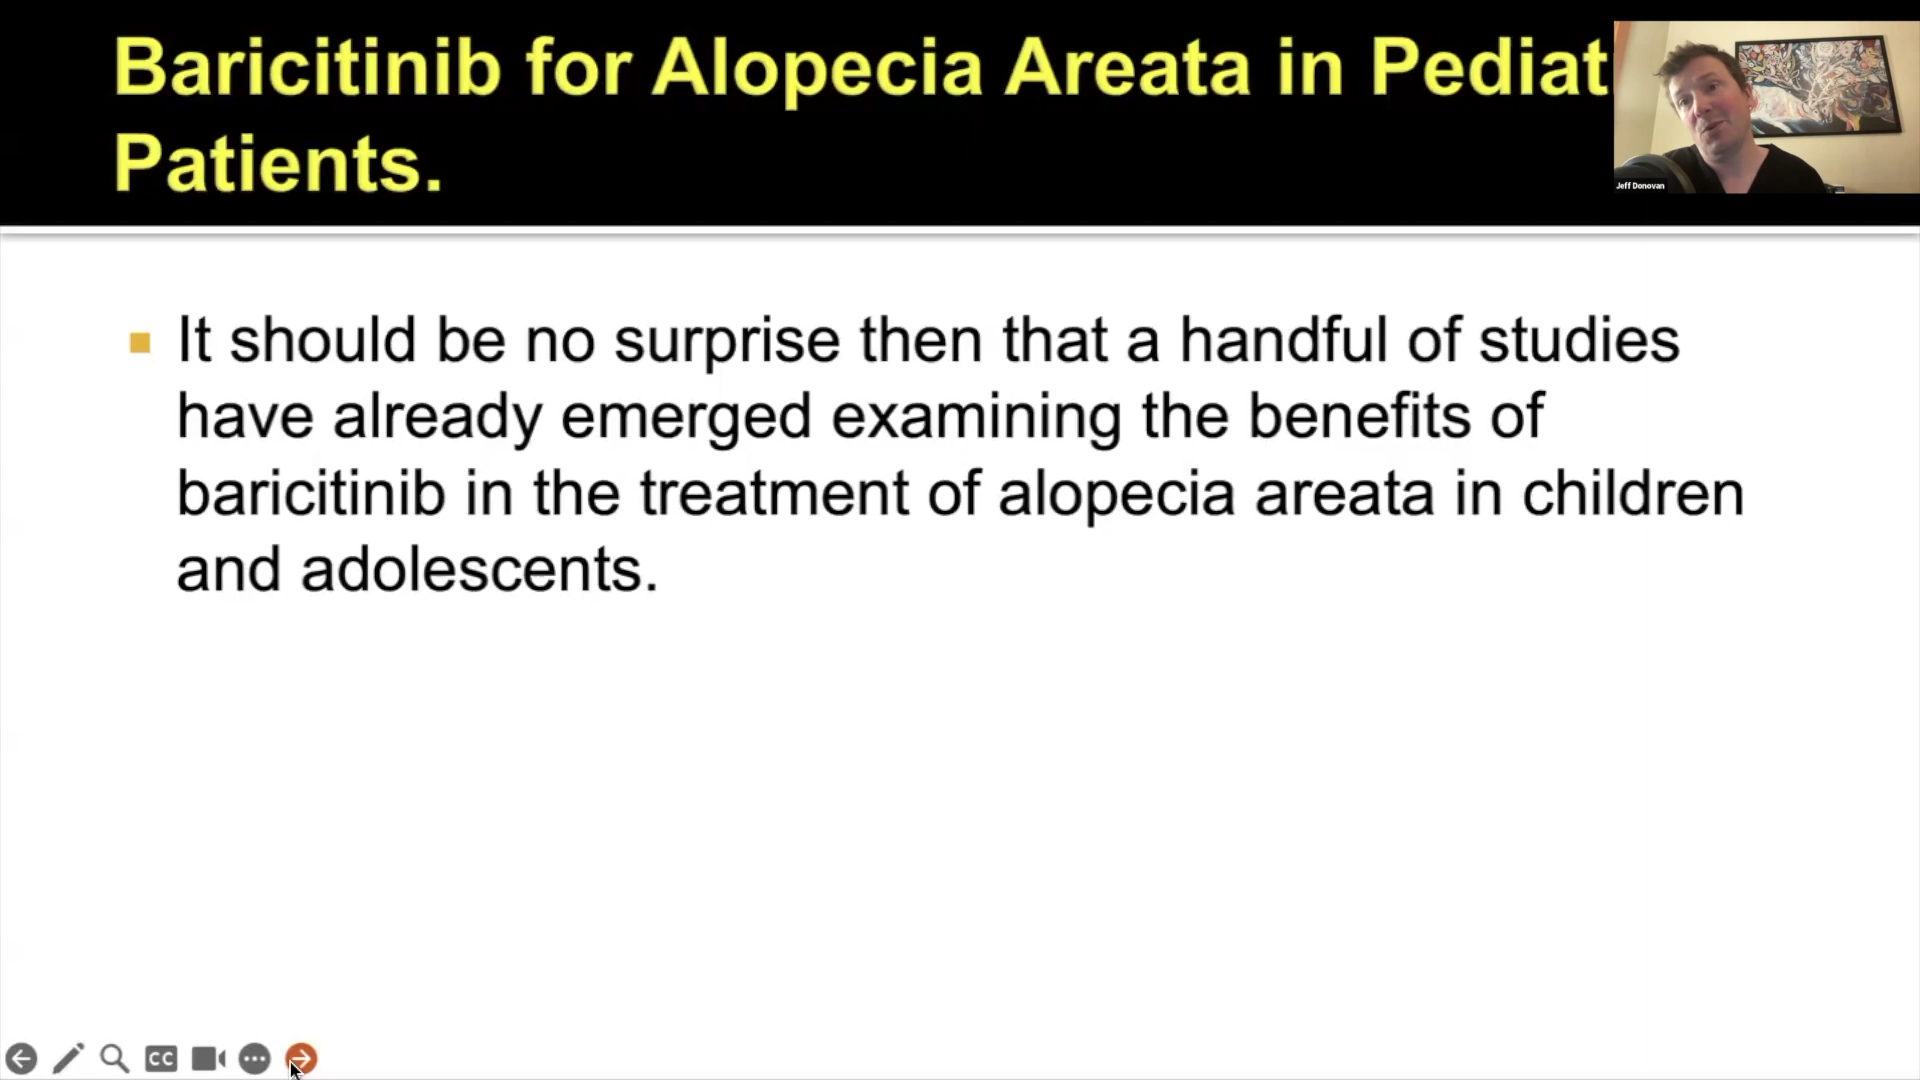 Baricitinib for Alopecia Areata in Pediat
Patients.
Jeff Donovan
It should be no surprise then that a handful of studies
have already emerged examining the benefits of
baricitinib in the treatment of alopecia areata in children
and adolescents.
CC